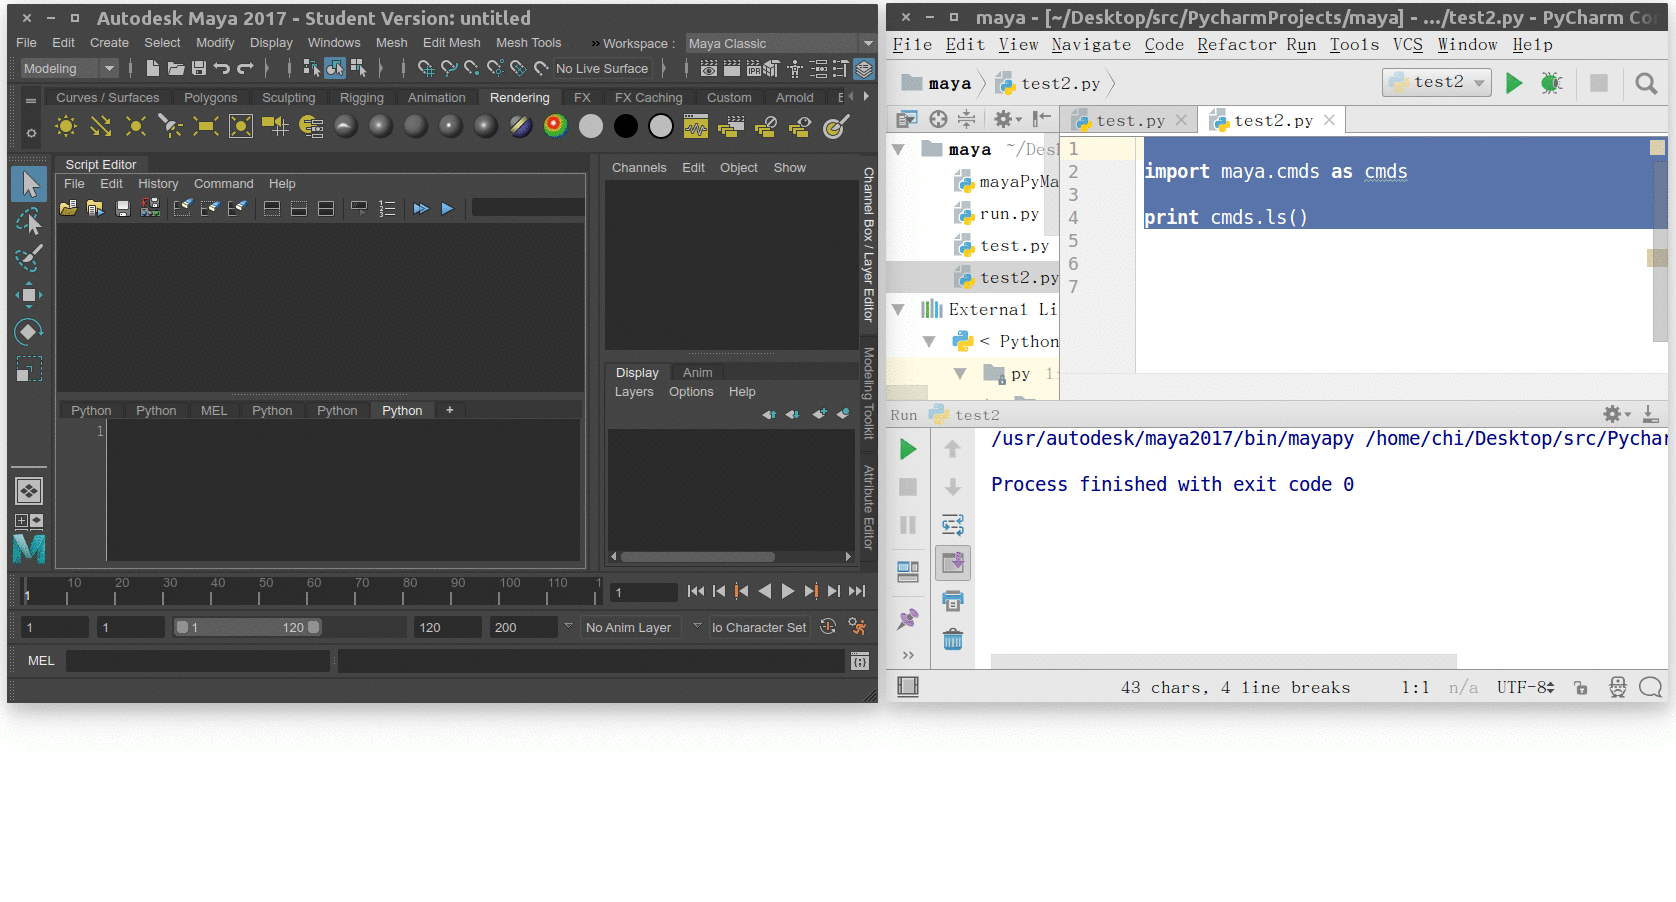 Autodesk Maya 2017 - Student Version: untitled
File Edit Create Select Modify Display Windows Mesh Edit Mesh Mesh Tools » Workspace : Maya Classic
Modeling No Live Surface
Curves / Surfaces Polygons Sculpting Rigging Animation Rendering FX FX Caching Custom Arnold
IPR
Script Editor
File Edit History Command Help
Python Python MEL Python Python Python +
1
Channels Edit Object Show
Display Anim
Layers Options Help
Channel Box / Layer Editor
Modeling Toolkit
Attribute Editor
1 10 20 30 40 50 60 70 80 90 100 110 1
1
1 1 1 120 120 200 No Anim Layer lo Character Set
MEL
maya - [~/Desktop/src/PycharmProjects/maya] - .../test2.py - PyCharm Co
File Edit View Navigate Code Refactor Run Tools VCS Window Help
maya test2.py test2
test.py test2.py
maya ~/Des
mayaPyMa
run.py
test.py
test2.py
External Li
< Python
py 1:
1
2 import maya.cmds as cmds
3
4 print cmds.ls()
5
6
7
Run test2
/usr/autodesk/maya2017/bin/mayapy /home/chi/Desktop/src/Pychar
Process finished with exit code 0
»
43 chars, 4 line breaks 1:1 n/a UTF-8